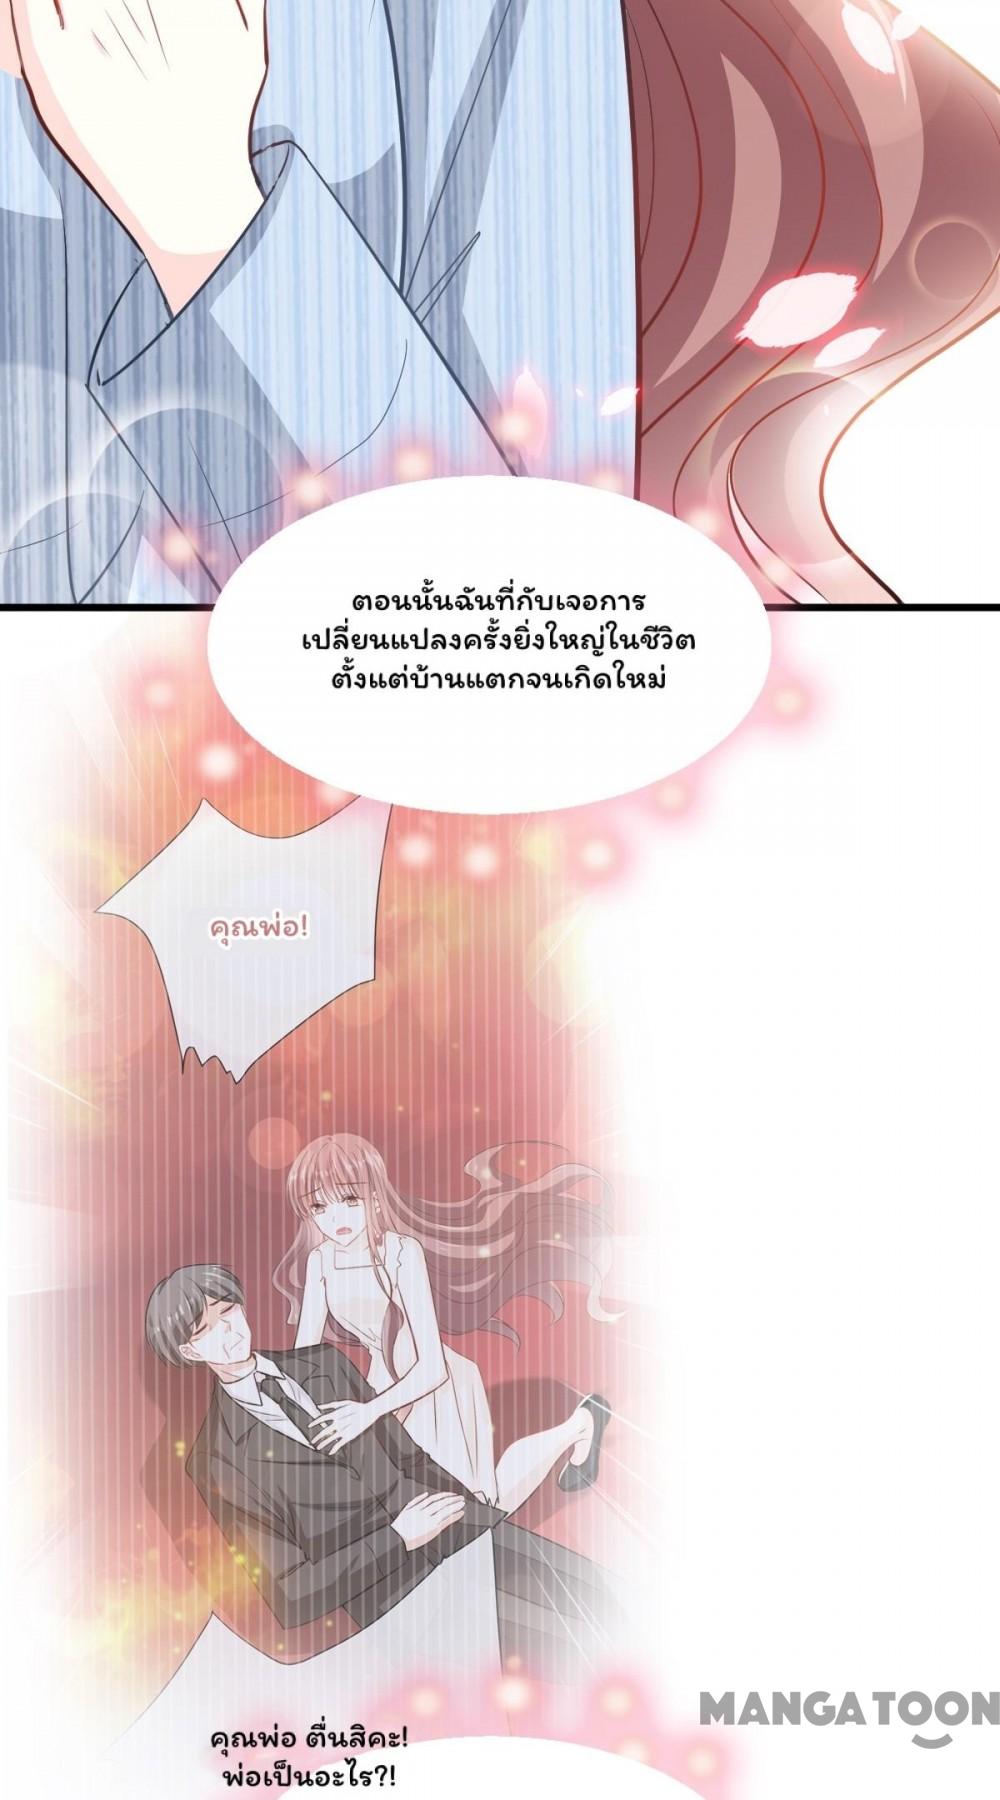 ตอนนั้นฉันที่กับเจอการ
เปลี่ยนแปลงครั้งยิ่งใหญ่ในชีวิต
ตั้งแต่บ้านแตกจนเกิดใหม่
คุณพ่อ!
MANGATOON
คุณพ่อ ตื่นสิคะ!
พ่อเป็นอะไร?!